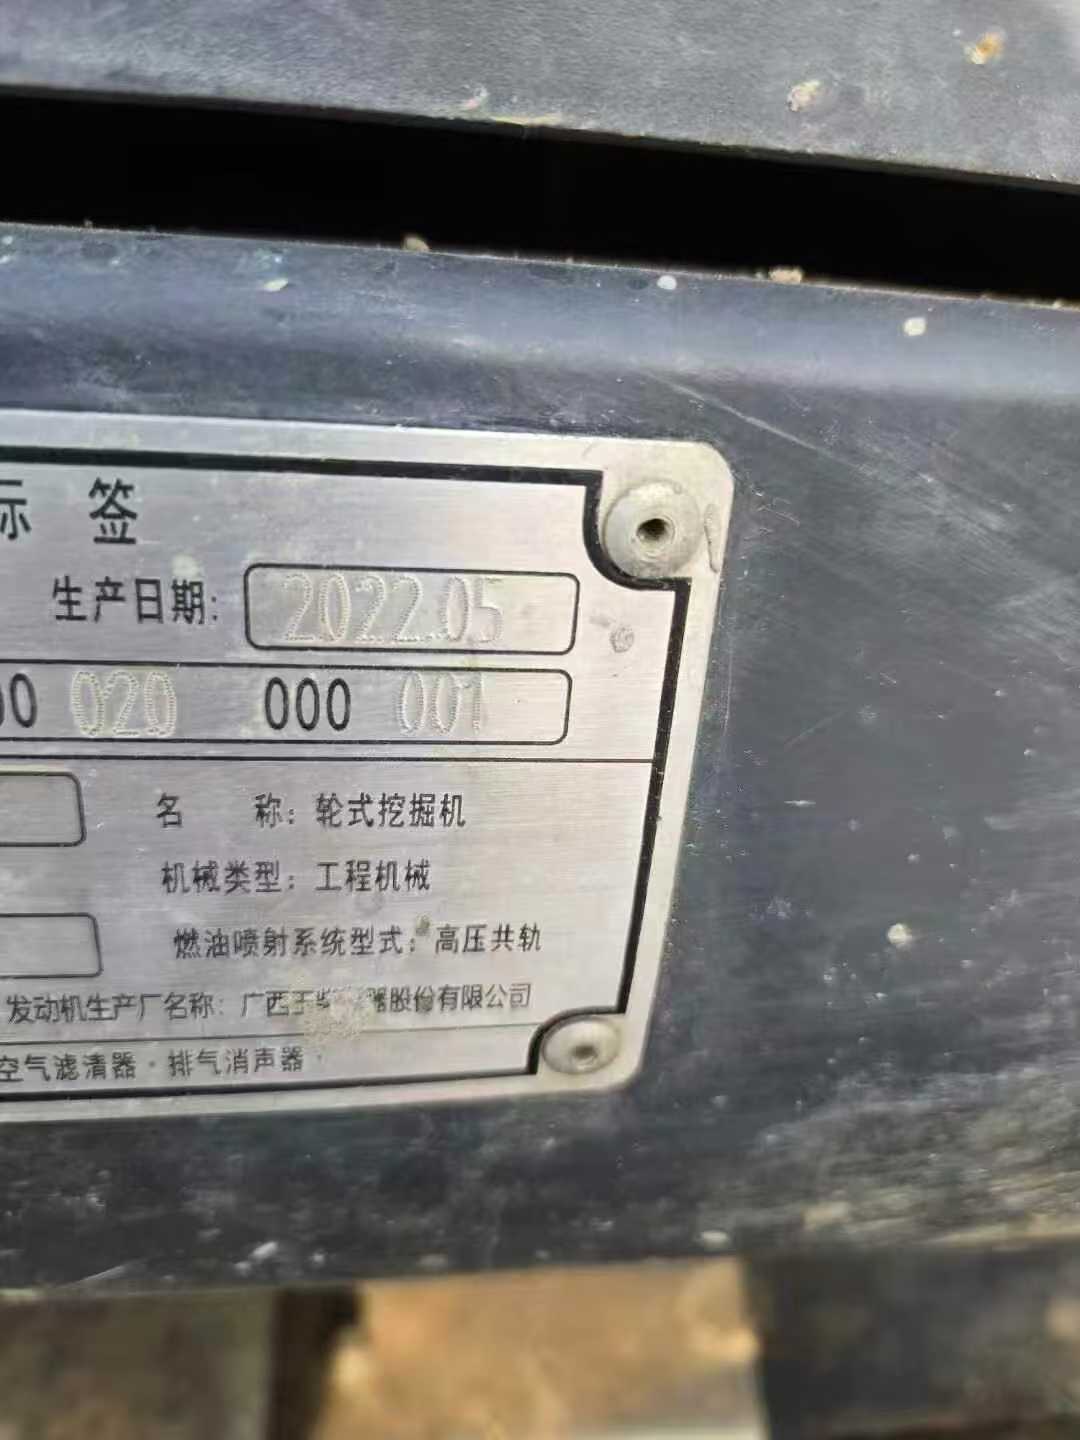 标 签
生产日期: 2022.05
00 020 000 001
名 称: 轮式挖掘机
机械类型: 工程机械
燃油喷射系统型式: 高压共轨
发动机生产厂名称: 广西玉柴 器股份有限公司
空气滤清器·排气消声器·